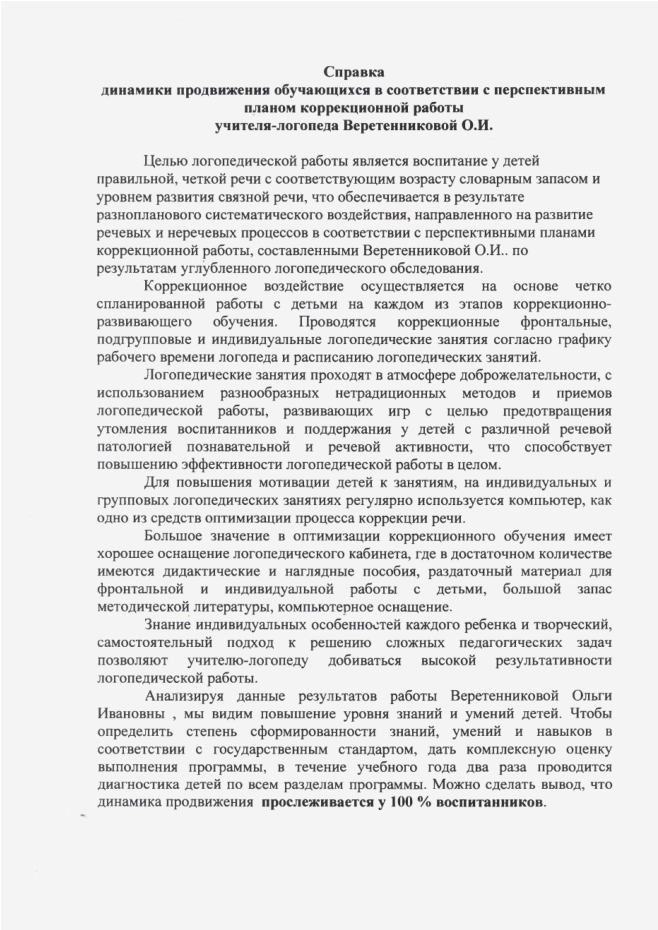 Справка
динамики продвижения обучающихся в соответствии с перспективным
планом коррекционной работы
учителя-логопеда Веретенниковой О.И.
Целью логопедической работы является воспитание у детей
правильной, четкой речи с соответствующим возрасту словарным запасом и
уровнем развития связной речи, что обеспечивается в результате
разнопланового систематического воздействия, направленного на развитие
речевых и неречевых процессов в соответствии с перспективными планами
коррекционной работы, составленными Веретенниковой О.И.. по
результатам углубленного логопедического обследования.
Коррекционное воздействие осуществляется на основе четко
спланированной работы с детьми на каждом из этапов коррекционно-
развивающего обучения. Проводятся коррекционные фронтальные,
подгрупповые и индивидуальные логопедические занятия согласно графику
рабочего времени логопеда и расписанию логопедических занятий.
Логопедические занятия проходят в атмосфере доброжелательности, с
использованием разнообразных нетрадиционных методов и приемов
логопедической работы, развивающих игр с целью предотвращения
утомления воспитанников и поддержания у детей с различной речевой
патологией познавательной и речевой активности, что способствует
повышению эффективности логопедической работы в целом.
Для повышения мотивации детей к занятиям, на индивидуальных и
групповых логопедических занятиях регулярно используется компьютер, как
одно из средств оптимизации процесса коррекции речи.
Большое значение в оптимизации коррекционного обучения имеет
хорошее оснащение логопедического кабинета, где в достаточном количестве
имеются дидактические и наглядные пособия, раздаточный материал для
фронтальной и индивидуальной работы с детьми, большой запас
методической литературы, компьютерное оснащение.
Знание индивидуальных особенностей каждого ребенка и творческий,
самостоятельный подход к решению сложных педагогических задач
позволяют учителю-логопеду добиваться высокой результативности
логопедической работы.
Анализируя данные результатов работы Веретенниковой Ольги
Ивановны , мы видим повышение уровня знаний и умений детей. Чтобы
определить степень сформированности знаний, умений и навыков в
соответствии с государственным стандартом, дать комплексную оценку
выполнения программы, в течение учебного года два раза проводится
диагностика детей по всем разделам программы. Можно сделать вывод, что
динамика продвижения прослеживается у 100 % воспитанников.